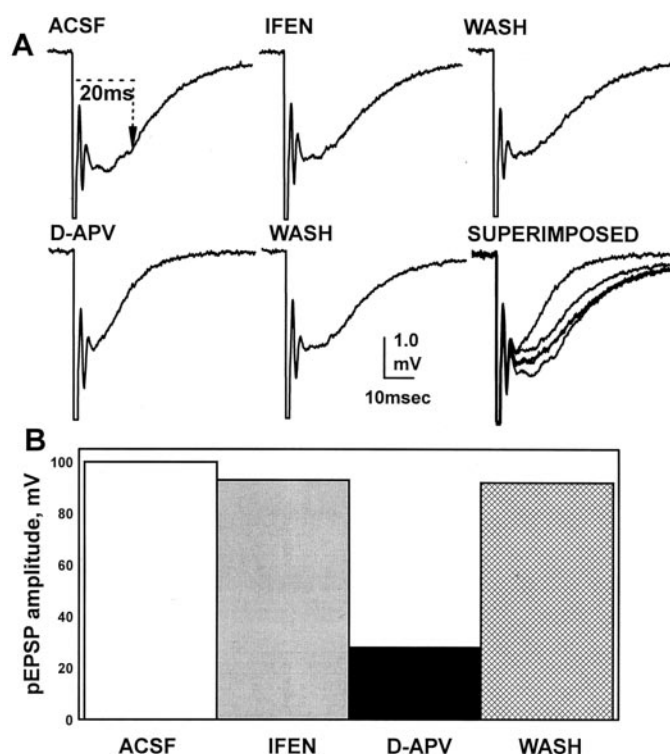 A
ACSF IFEN WASH
20ms
D-APV WASH SUPERIMPOSED
1.0
mV
10msec
B
pEPSP amplitude, mV
100
80
60
40
20
0
ACSF IFEN D-APV WASH